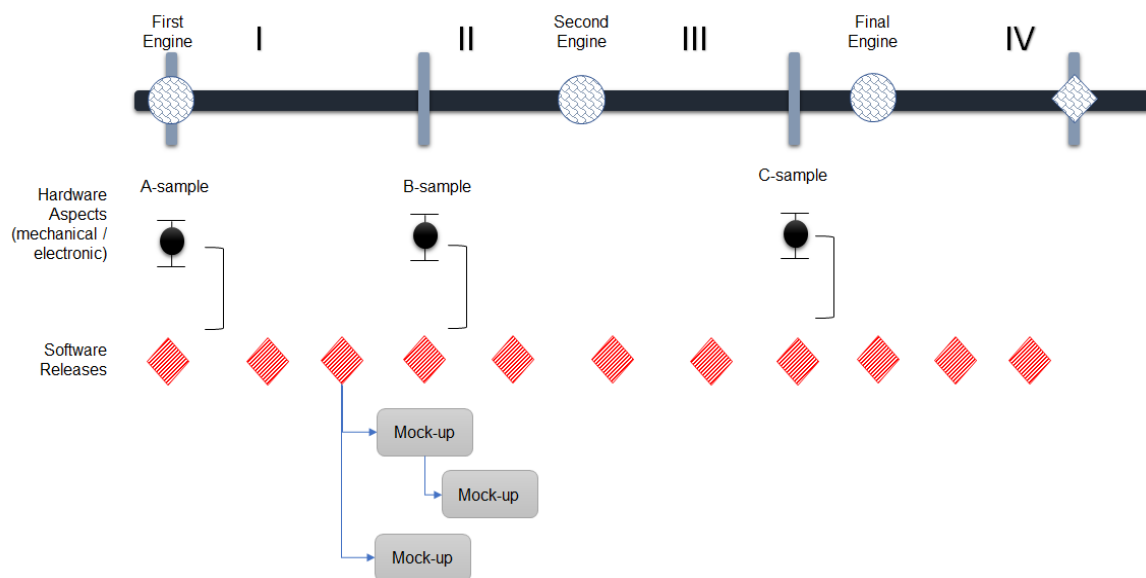 First
Engine
I
II
Second
Engine
III
Final
Engine
IV
Hardware
Aspects
(mechanical /
electronic)
A-sample
B-sample
C-sample
Software
Releases
Mock-up
Mock-up
Mock-up